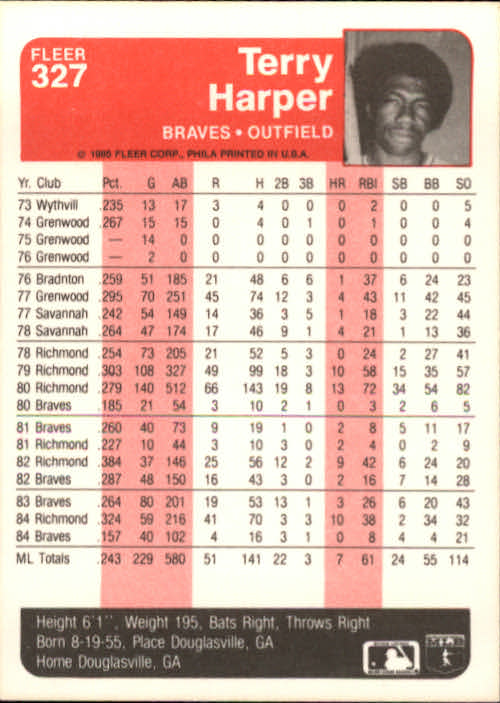 FLEER
327
Terry
Harper
BRAVES • OUTFIELD
© 1985 FLEER CORP., PHILA PRINTED IN U.S.A.
Yr. Club Pct. G AB R H 2B 3B HR RBI SB BB SO
73 Wythvill .235 13 17 3 4 0 0 0 2 0 0 5
74 Grenwood .267 15 15 0 4 0 1 0 1 0 0 4
75 Grenwood — 14 0 0 0 0 0 0 0 0 0 0
76 Grenwood — 2 0 0 0 0 0 0 0 0 0 0
76 Bradnton .259 51 185 21 48 6 6 1 37 6 24 23
77 Grenwood .295 70 251 45 74 12 3 4 43 11 42 45
77 Savannah .242 54 149 14 36 3 5 1 18 3 22 44
78 Savannah .264 47 174 17 46 9 1 4 21 1 13 36
78 Richmond .254 73 205 21 52 5 3 0 24 2 27 41
79 Richmond .303 108 327 49 99 18 3 10 58 15 35 57
80 Richmond .279 140 512 66 143 19 8 13 72 34 54 82
80 Braves .185 21 54 3 10 2 1 0 3 2 6 5
81 Braves .260 40 73 9 19 1 0 2 8 5 11 17
81 Richmond .227 10 44 3 10 3 0 2 4 0 2 9
82 Richmond .384 37 146 25 56 12 2 9 42 6 24 20
82 Braves .287 48 150 16 43 3 0 2 16 7 14 28
83 Braves .264 80 201 19 53 13 1 3 26 6 20 43
84 Richmond .324 59 216 41 70 3 3 10 38 2 34 32
84 Braves .157 40 102 4 16 3 1 0 8 4 4 21
ML Totals .243 229 580 51 141 22 3 7 61 24 55 114
Height 6'1", Weight 195, Bats Right, Throws Right
Born 8-19-55, Place Douglasville, GA
Home Douglasville, GA